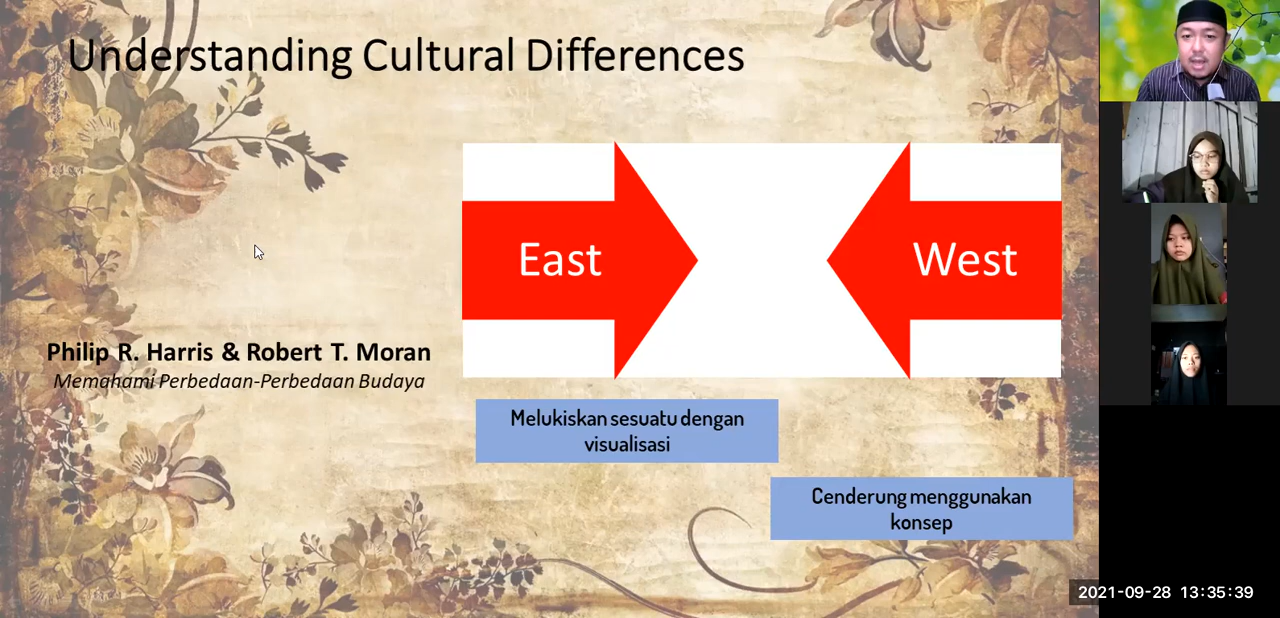 Understanding Cultural Differences
East
West
Philip R. Harris & Robert T. Moran
Memahami Perbedaan-Perbedaan Budaya
Melukiskan sesuatu dengan
visualisasi
Cenderung menggunakan
konsep
2021-09-28 13:35:39